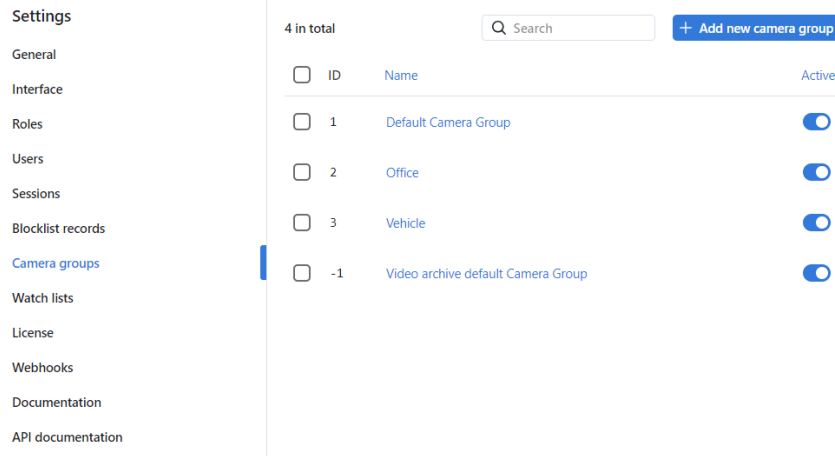 Settings
General
Interface
Roles
Users
Sessions
Blocklist records
Camera groups
Watch lists
License
Webhooks
Documentation
API documentation
4 in total
Search
+ Add new camera group
ID Name Active
1 Default Camera Group
2 Office
3 Vehicle
-1 Video archive default Camera Group